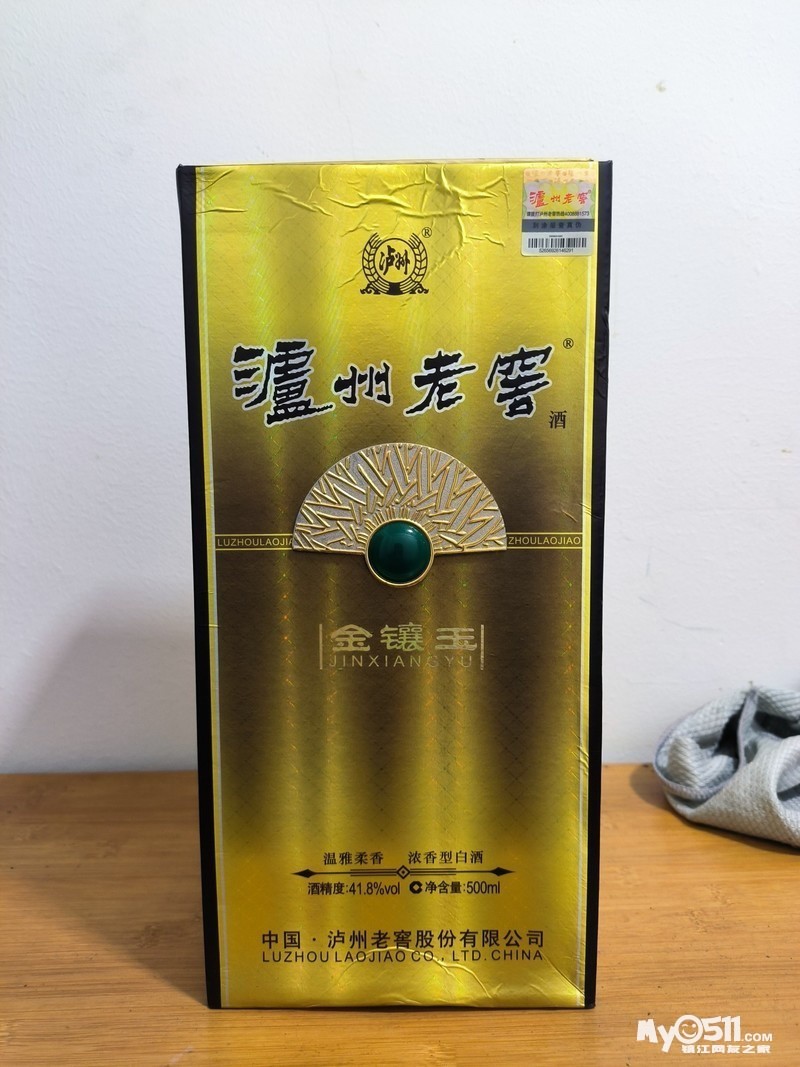 泸州老窖
泸州
®
瀘州老窖®
酒
LUZHOULAOJIA
ZHOULAOJIAO
金镶玉
JINXIANGYU
温雅柔香 浓香型白酒
酒精度:41.8%vol 净含量:500ml
中国·泸州老窖股份有限公司
LUZHOULAOJIAO CO., LTD. CHINA
My0511.COM
镇江网友之家